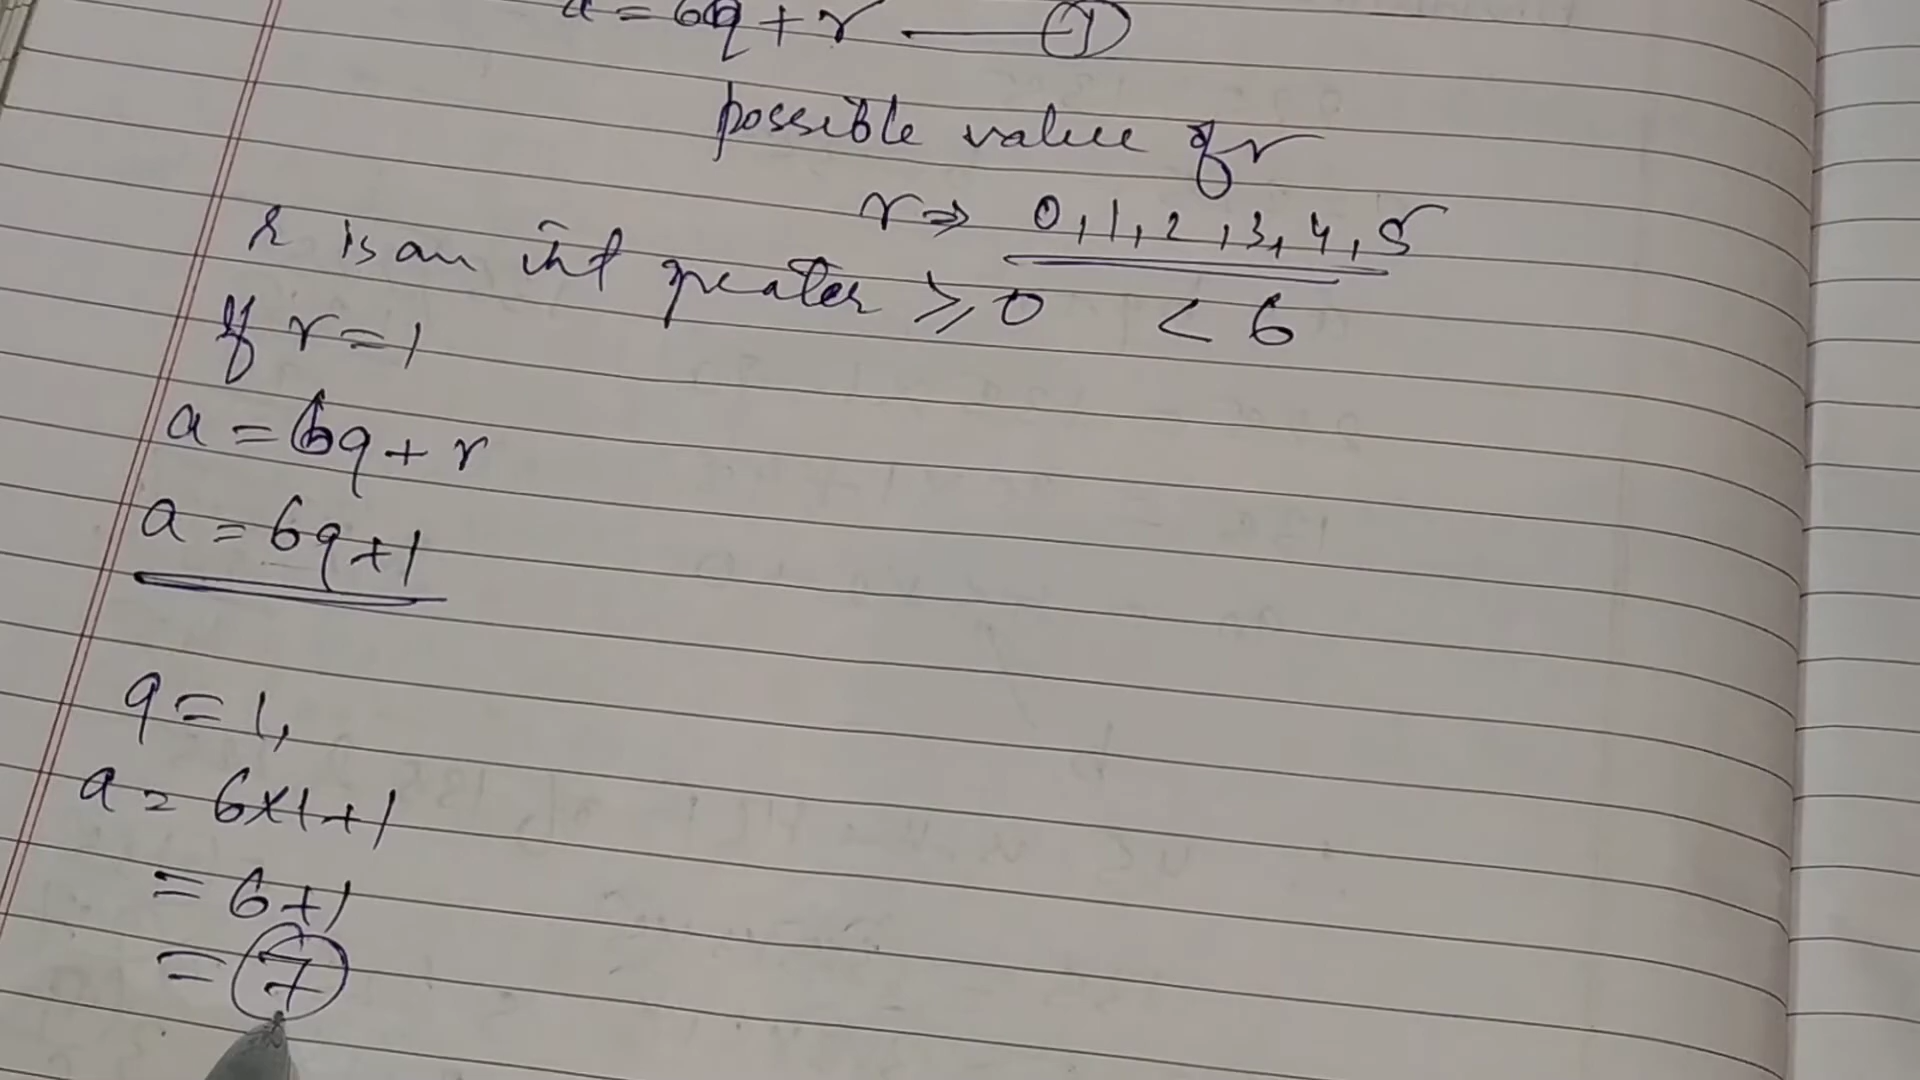 a = 6q + r —— ①
possible value of r
r ⇒ 0, 1, 2, 3, 4, 5
r is an int greater ≥ 0 < 6
If r = 1
a = 6q + r
a = 6q + 1
q = 1,
a = 6×1+1
= 6+1
= 7